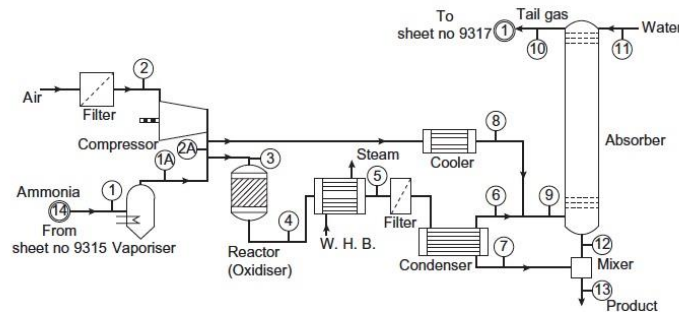 To
sheet no 9317
1
Tail gas
10
11
Water
2
Air
Filter
Compressor
2A
1A
3
8
Cooler
Absorber
Steam
5
Ammonia
14
1
From
sheet no 9315
Vaporiser
Reactor
(Oxidiser)
4
W. H. B.
Filter
6
9
Condenser
7
12
Mixer
13
Product